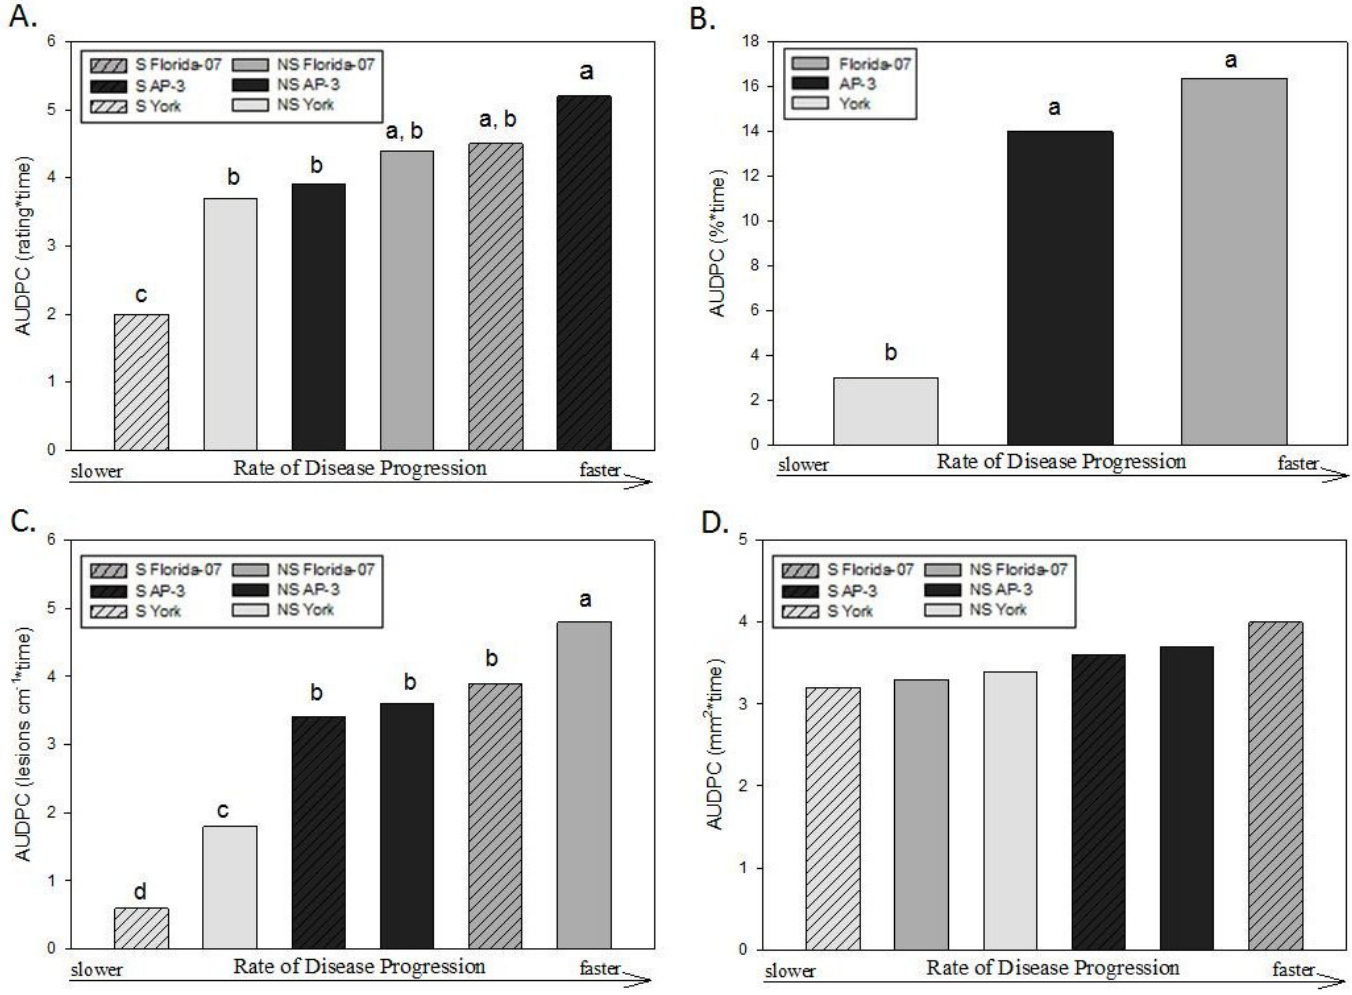 A.
AUDPC (rating*time)
6
5
4
3
2
1
0
S Florida-07 NS Florida-07
S AP-3 NS AP-3
S York NS York
c
b
b
a, b
a, b
a
slower Rate of Disease Progression faster
B.
AUDPC (%*time)
18
16
14
12
10
8
6
4
2
0
Florida-07
AP-3
York
b
a
a
slower Rate of Disease Progression faster
C.
AUDPC (lesions cm⁻¹*time)
6
5
4
3
2
1
0
S Florida-07 NS Florida-07
S AP-3 NS AP-3
S York NS York
d
c
b
b
b
a
slower Rate of Disease Progression faster
D.
AUDPC (mm²*time)
5
4
3
2
1
0
S Florida-07 NS Florida-07
S AP-3 NS AP-3
S York NS York
slower Rate of Disease Progression faster